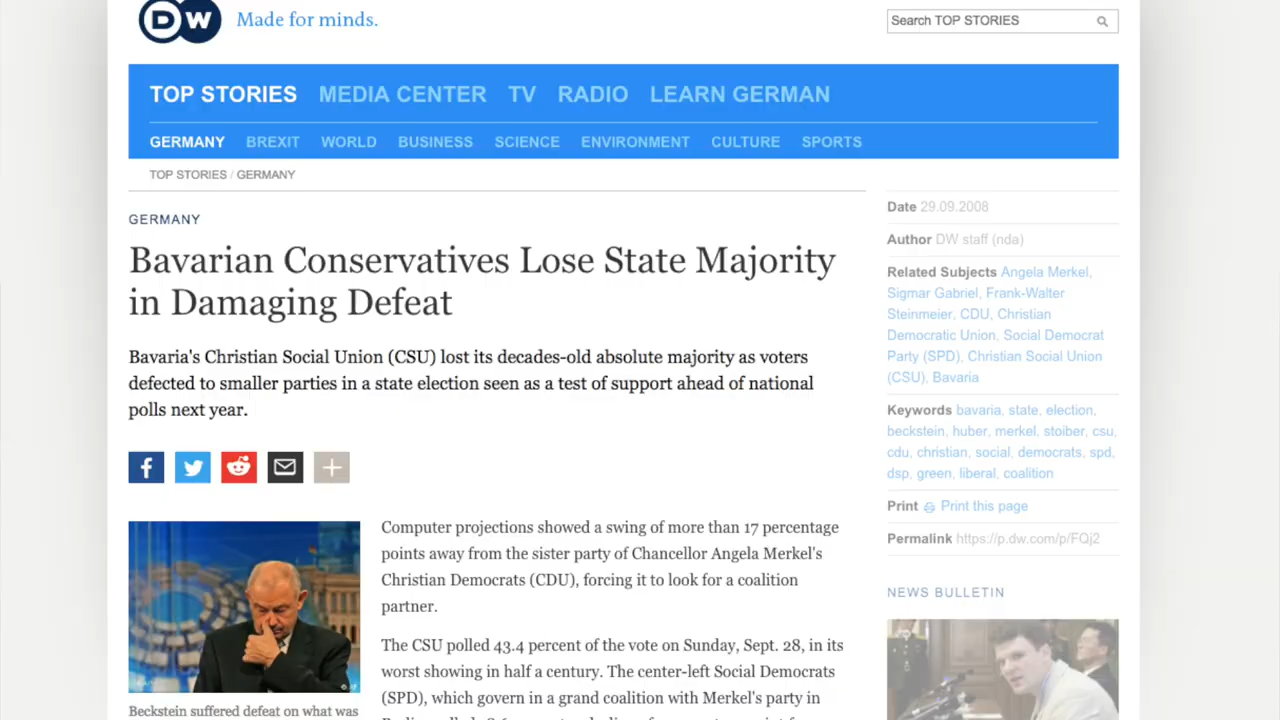 DW Made for minds.
Search TOP STORIES
TOP STORIES MEDIA CENTER TV RADIO LEARN GERMAN
GERMANY BREXIT WORLD BUSINESS SCIENCE ENVIRONMENT CULTURE SPORTS
TOP STORIES / GERMANY
GERMANY
Bavarian Conservatives Lose State Majority
in Damaging Defeat
Bavaria's Christian Social Union (CSU) lost its decades-old absolute majority as voters
defected to smaller parties in a state election seen as a test of support ahead of national
polls next year.
Computer projections showed a swing of more than 17 percentage
points away from the sister party of Chancellor Angela Merkel's
Christian Democrats (CDU), forcing it to look for a coalition
partner.
The CSU polled 43.4 percent of the vote on Sunday, Sept. 28, in its
worst showing in half a century. The center-left Social Democrats
(SPD), which govern in a grand coalition with Merkel's party in
Beckstein suffered defeat on what was
Date 29.09.2008
Author DW staff (nda)
Related Subjects Angela Merkel,
Sigmar Gabriel, Frank-Walter
Steinmeier, CDU, Christian
Democratic Union, Social Democrat
Party (SPD), Christian Social Union
(CSU), Bavaria
Keywords bavaria, state, election,
beckstein, huber, merkel, stoiber, csu,
cdu, christian, social, democrats, spd,
dsp, green, liberal, coalition
Print Print this page
Permalink https://p.dw.com/p/FQj2
NEWS BULLETIN